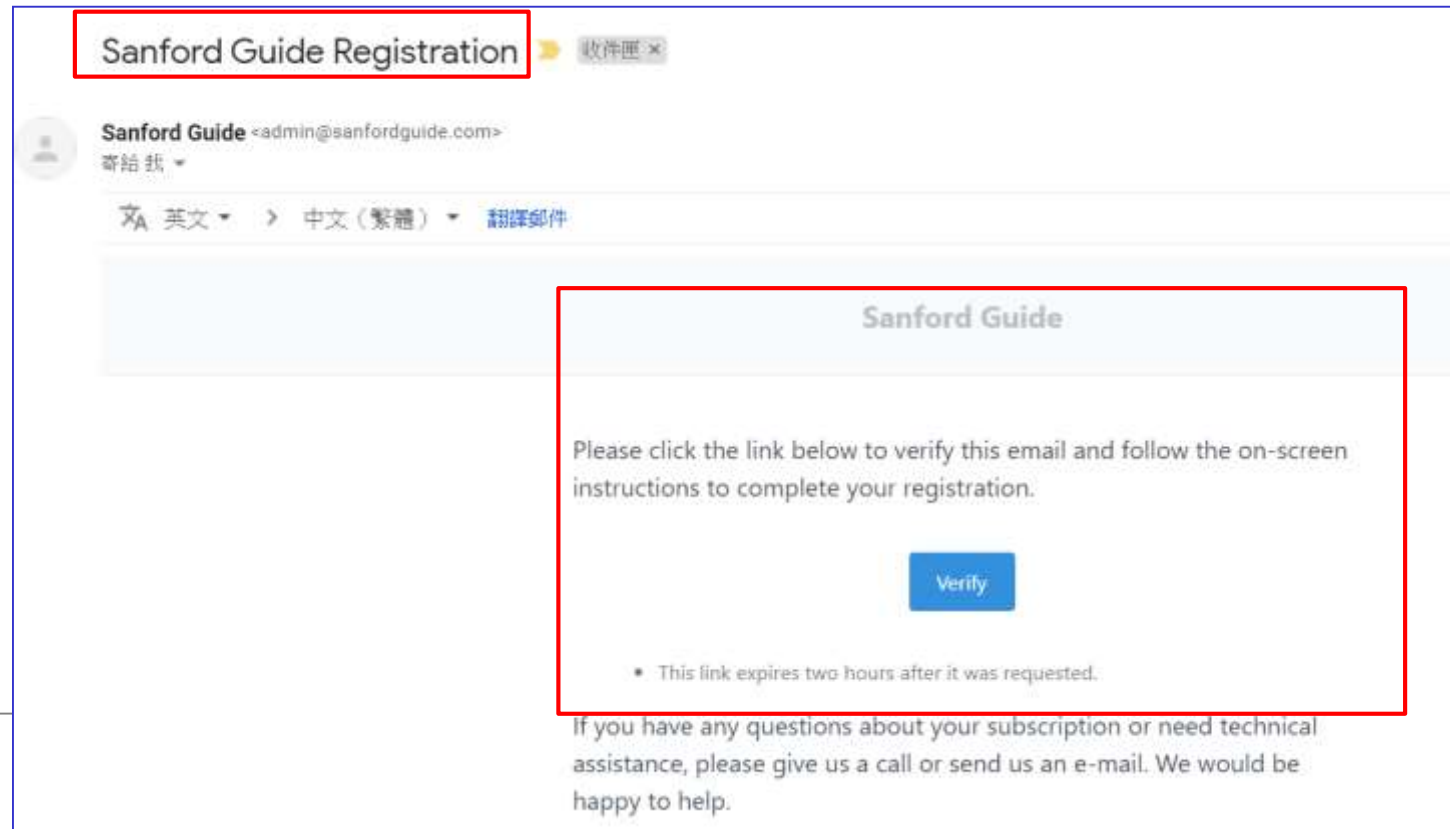 Sanford Guide Registration 收件匣 ×
Sanford Guide <admin@sanfordguide.com>
寄給 我
英文 > 中文（繁體） 翻譯郵件
Sanford Guide
Please click the link below to verify this email and follow the on-screen
instructions to complete your registration.
Verify
• This link expires two hours after it was requested.
If you have any questions about your subscription or need technical
assistance, please give us a call or send us an e-mail. We would be
happy to help.